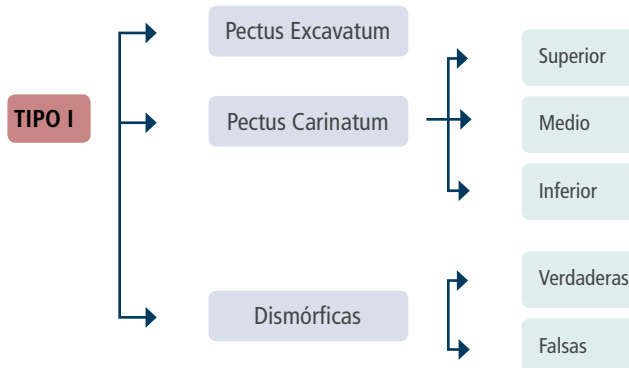 TIPO I
Pectus Excavatum
Pectus Carinatum
Superior
Medio
Inferior
Dismórficas
Verdaderas
Falsas